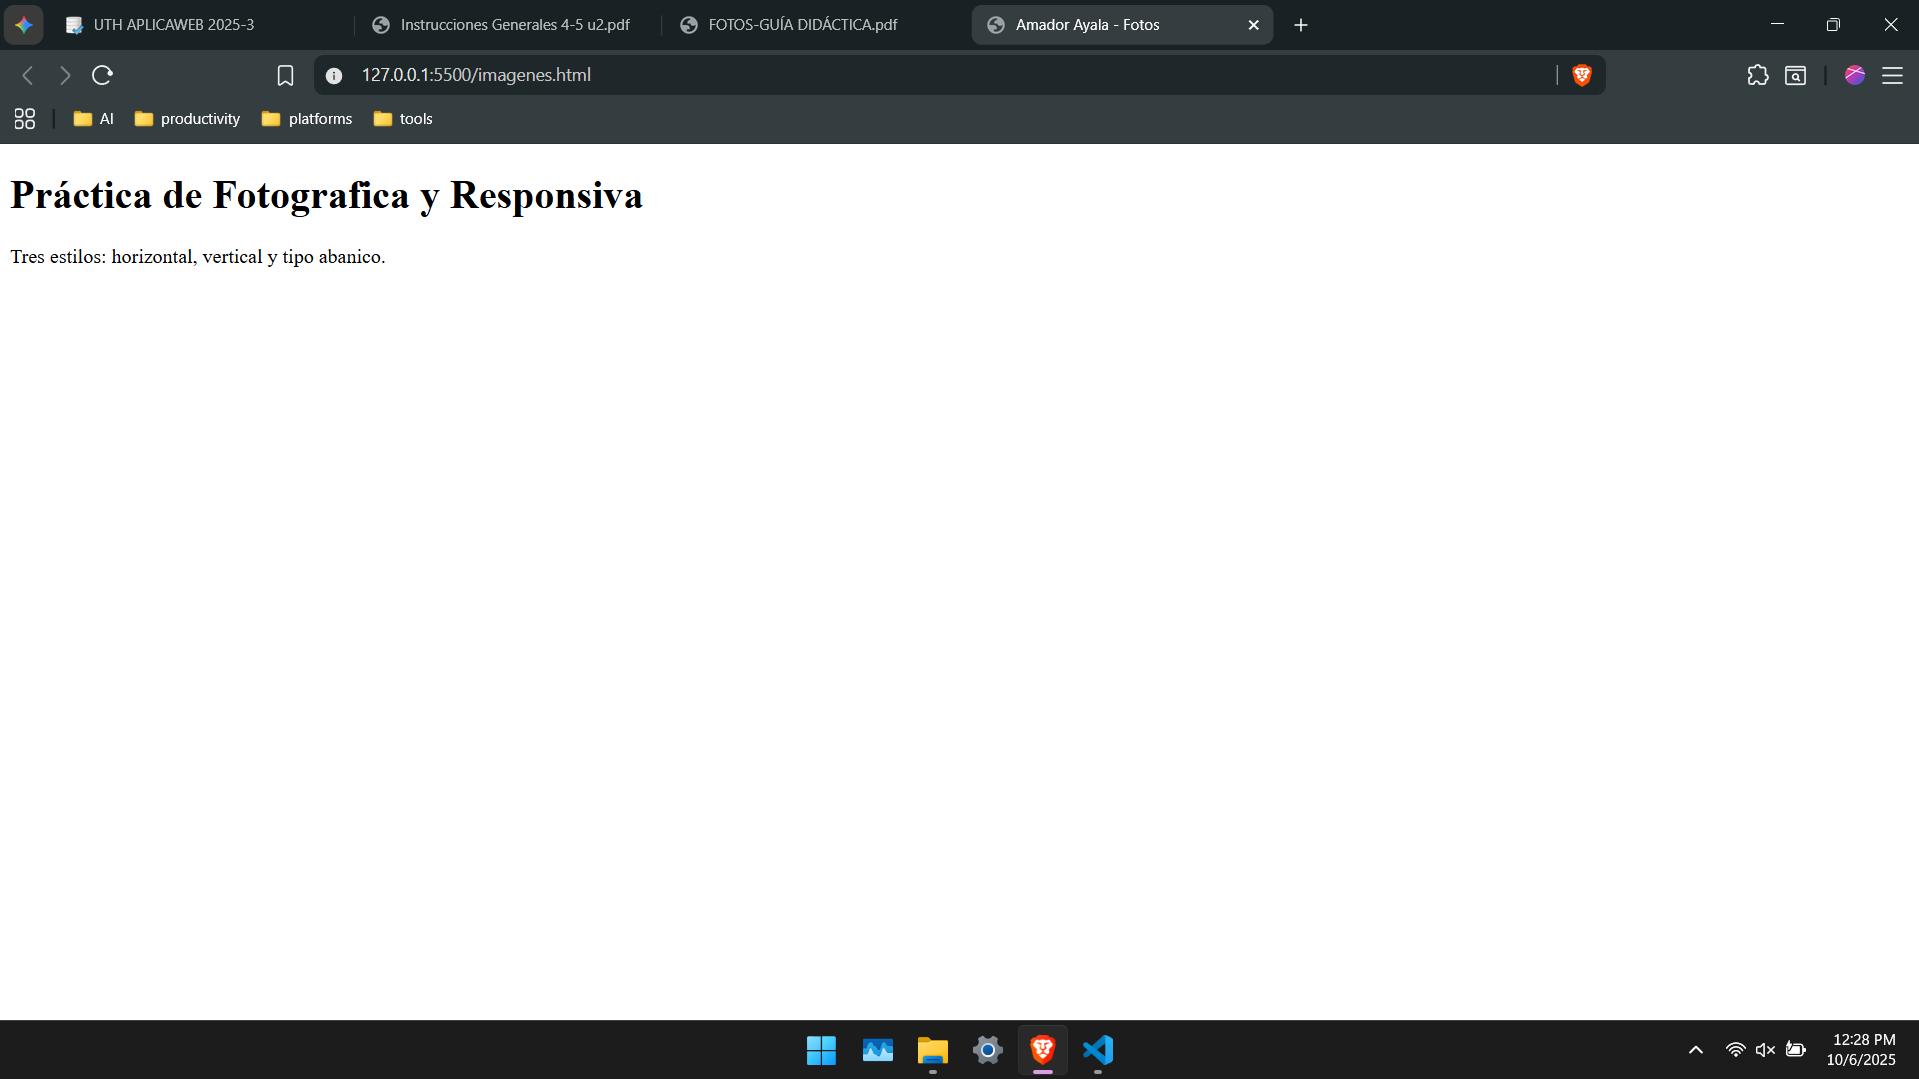 UTH APLICAWEB 2025-3
Instrucciones Generales 4-5 u2.pdf
FOTOS-GUÍA DIDÁCTICA.pdf
Amador Ayala - Fotos
127.0.0.1:5500/imagenes.html
AI
productivity
platforms
tools
Práctica de Fotografica y Responsiva
Tres estilos: horizontal, vertical y tipo abanico.
12:28 PM
10/6/2025